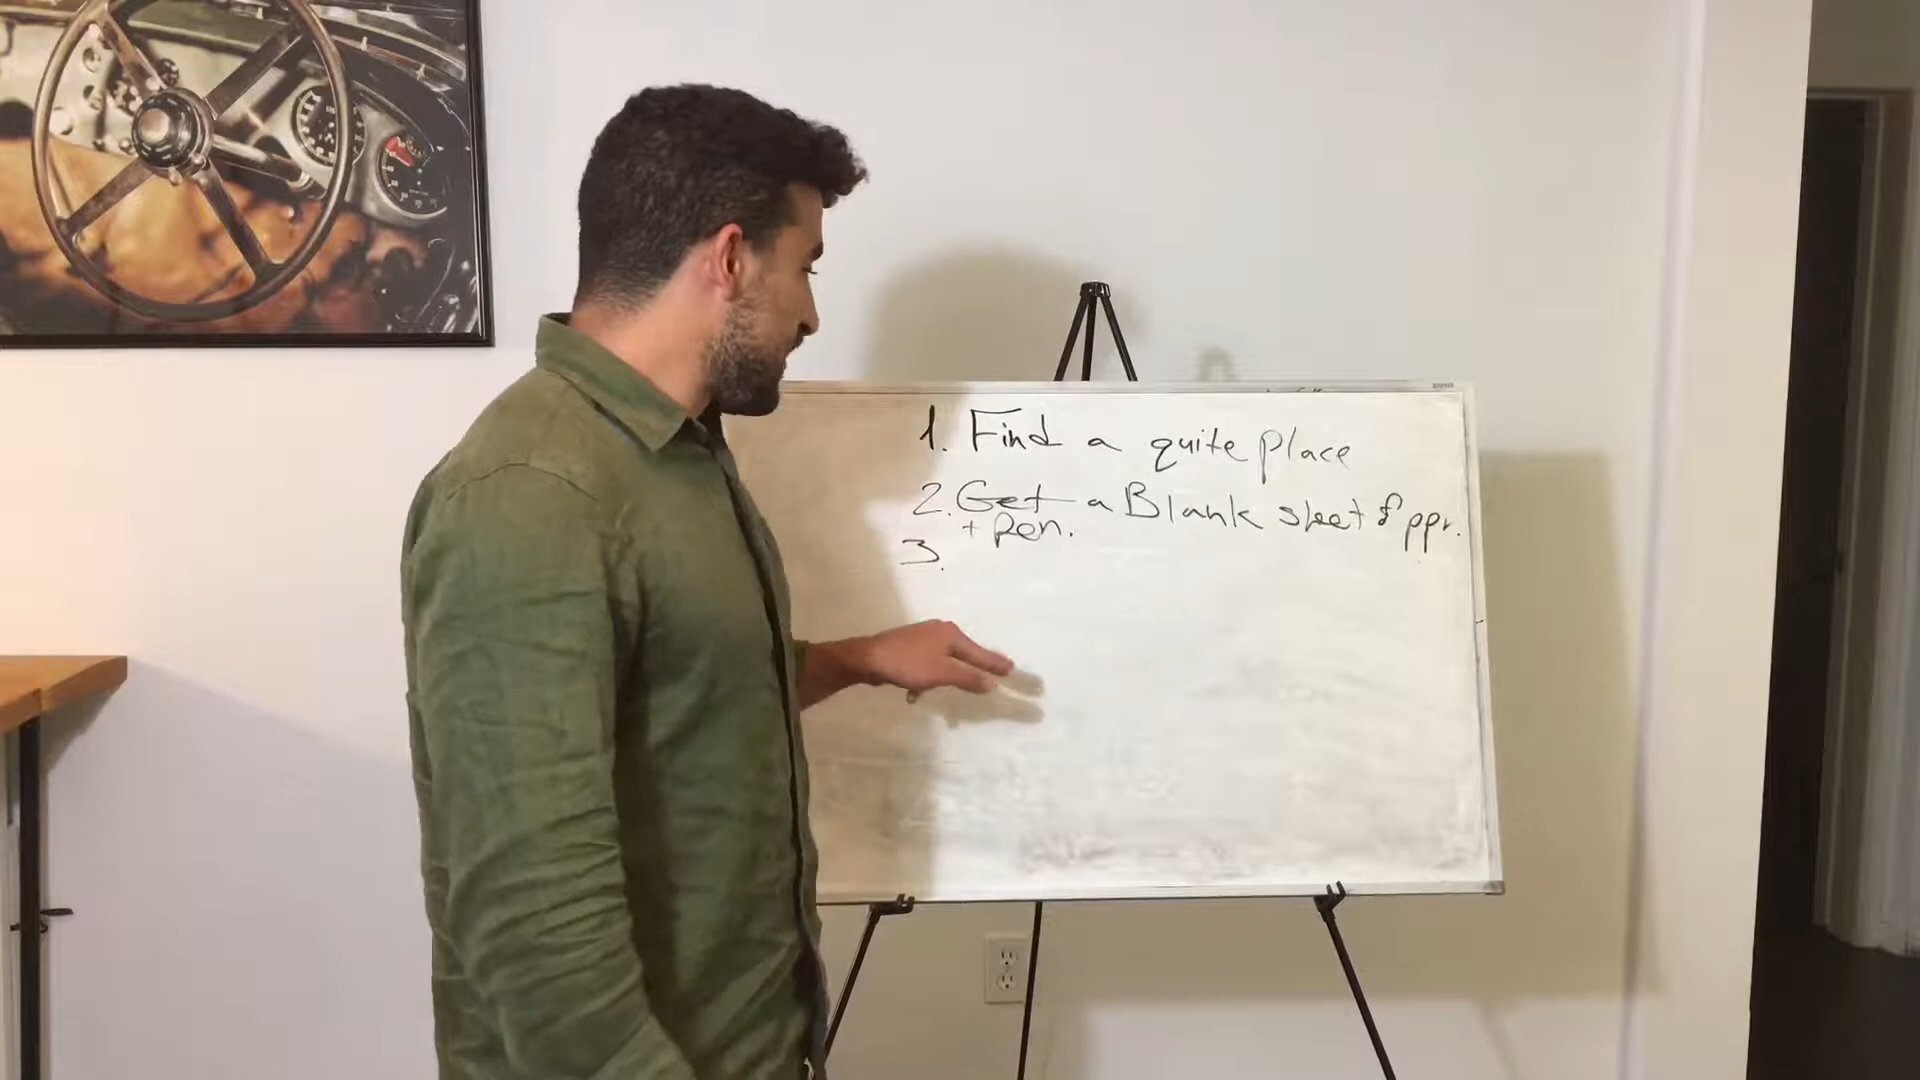 1. Find a quite place
2. Get a Blank sheet of ppr.
+ Pen.
3.